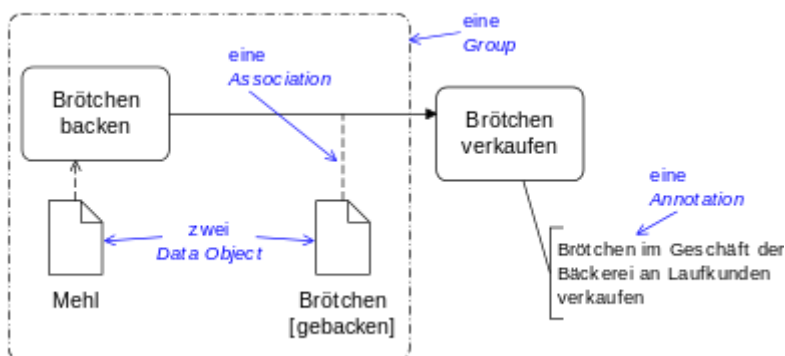 eine
Group
eine
Association
Brötchen
backen
Brötchen
verkaufen
eine
Annotation
zwei
Data Object
Brötchen im Geschäft der
Bäckerei an Laufkunden
verkaufen
Mehl
Brötchen
[gebacken]